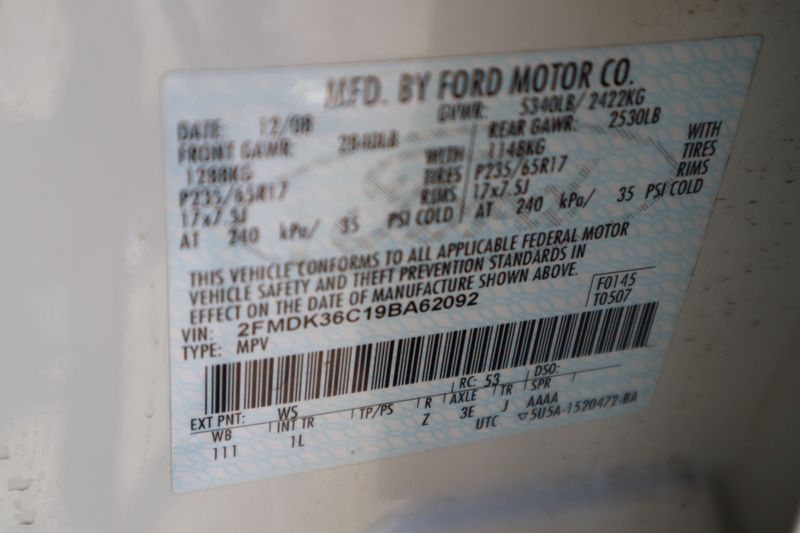 MFD. BY FORD MOTOR CO.
DATE: 12/08 GVWR: 5340LB/ 2422KG
FRONT GAWR: 2840LB REAR GAWR: 2530LB
1288KG WITH 1148KG WITH
P235/65R17 TIRES P235/65R17 TIRES
17x7.5J RIMS 17x7.5J RIMS
AT 240 kPa/ 35 PSI COLD AT 240 kPa/ 35 PSI COLD
THIS VEHICLE CONFORMS TO ALL APPLICABLE FEDERAL MOTOR
VEHICLE SAFETY AND THEFT PREVENTION STANDARDS IN
EFFECT ON THE DATE OF MANUFACTURE SHOWN ABOVE.
VIN: 2FMDK36C19BA62092 F0145
TYPE: MPV T0507
EXT PNT: WS RC: 53 DSO:
WB INT TR TP/PS R AXLE TR SPR
111 1L Z 3E J AAAA
UTC ▽5U5A-1520472-BA